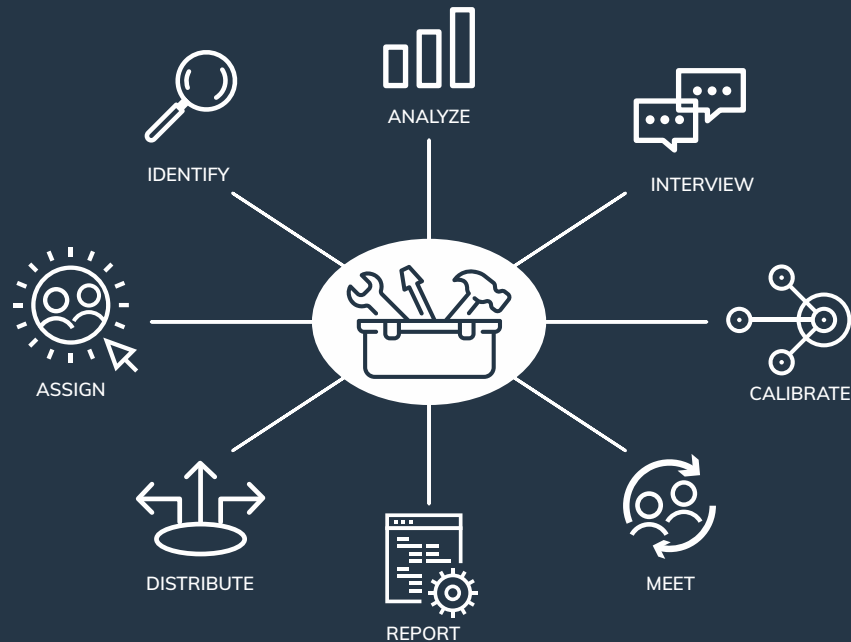 ANALYZE
IDENTIFY
INTERVIEW
ASSIGN
CALIBRATE
DISTRIBUTE
MEET
REPORT